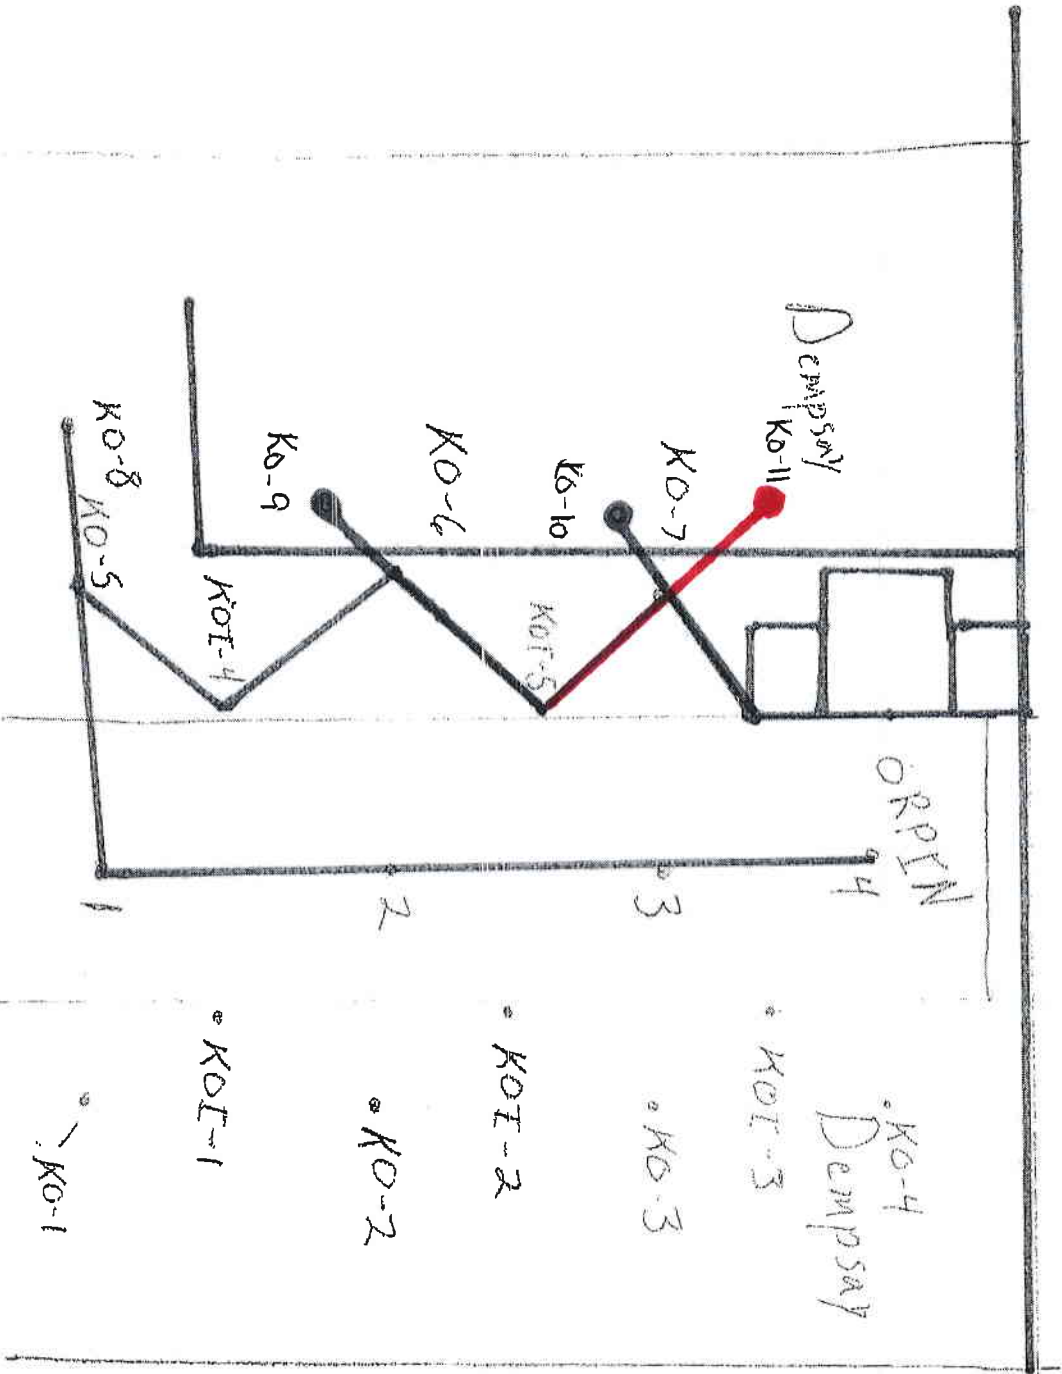 Dempsay
KO-11
KO-7
KO-10
KO-6
KO-9
KO-8
KO-5
KOI-4
KOI-5
ORPIN
4
3
2
1
KO-4
Dempsay
KOI-3
KO-3
KOI-2
KO-2
KOI-1
KO-1